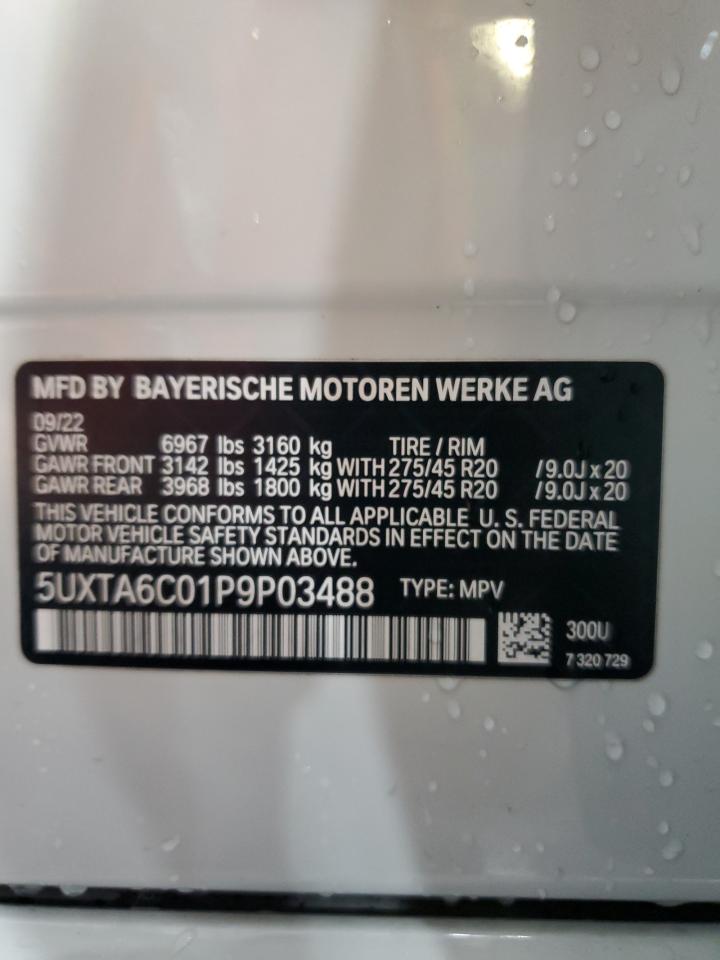 MFD BY BAYERISCHE MOTOREN WERKE AG
09/22
GVWR 6967 lbs 3160 kg TIRE / RIM
GAWR FRONT 3142 lbs 1425 kg WITH 275/45 R20 / 9.0J x 20
GAWR REAR 3968 lbs 1800 kg WITH 275/45 R20 / 9.0J x 20
THIS VEHICLE CONFORMS TO ALL APPLICABLE U. S. FEDERAL
MOTOR VEHICLE SAFETY STANDARDS IN EFFECT ON THE DATE
OF MANUFACTURE SHOWN ABOVE.
5UXTA6C01P9P03488 TYPE: MPV
300U
7 320 729